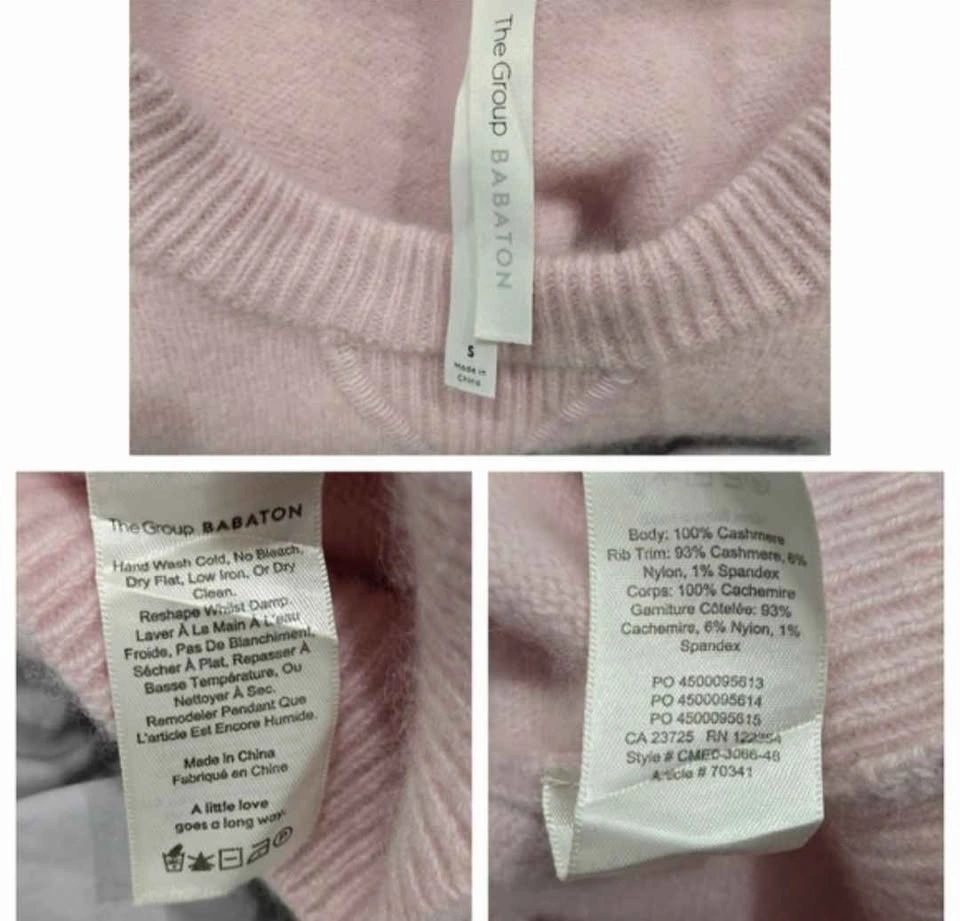 The Group BABATON
S
Made in
China
The Group BABATON
Hand Wash Cold, No Bleach,
Dry Flat, Low Iron, Or Dry
Clean.
Reshape Whilst Damp.
Laver À La Main À L'eau
Froide, Pas De Blanchiment,
Sécher À Plat, Repasser À
Basse Température, Ou
Nettoyer À Sec.
Remodeler Pendant Que
L'article Est Encore Humide.
Made in China
Fabriqué en Chine
A little love
goes a long way.
Body: 100% Cashmere
Rib Trim: 93% Cashmere, 6%
Nylon, 1% Spandex
Corps: 100% Cachemire
Garniture Côtelée: 93%
Cachemire, 6% Nylon, 1%
Spandex
PO 4500095613
PO 4500095614
PO 4500095615
CA 23725 RN
Style #
Article # 70341